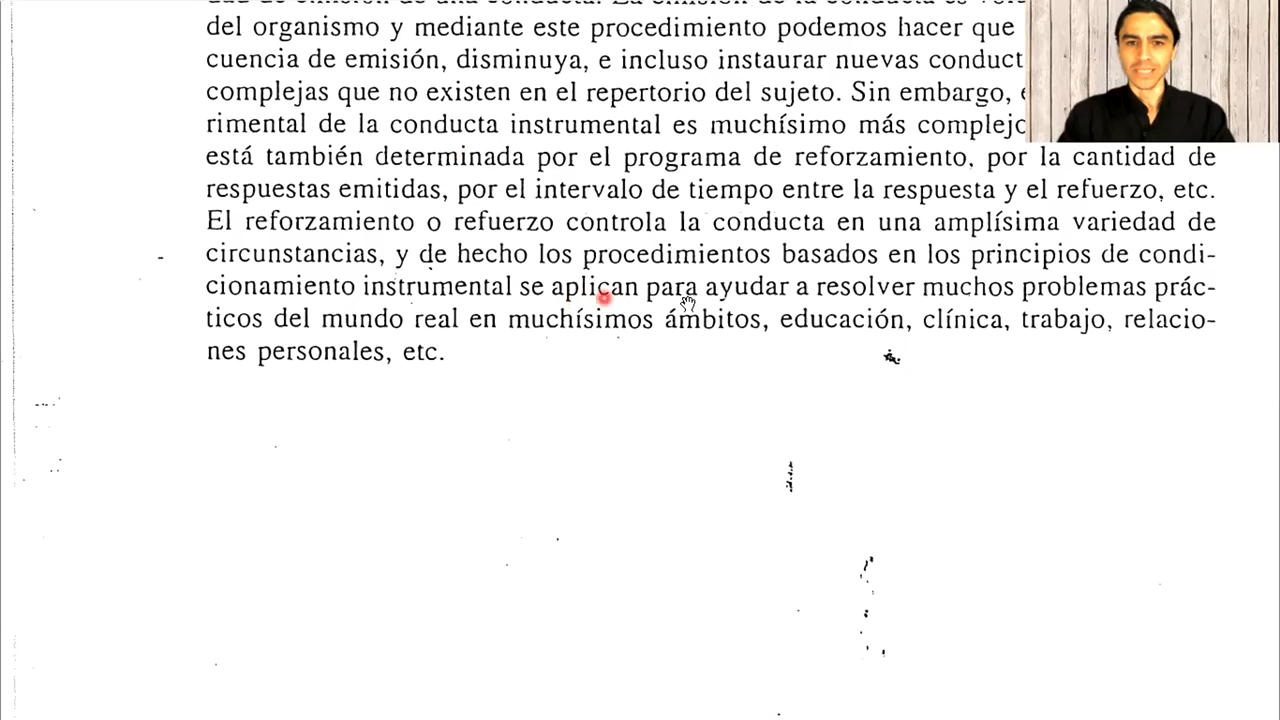 del organismo y mediante este procedimiento podemos hacer que
cuencia de emisión, disminuya, e incluso instaurar nuevas conduct
complejas que no existen en el repertorio del sujeto. Sin embargo,
rimental de la conducta instrumental es muchísimo más complejo
está también determinada por el programa de reforzamiento, por la cantidad de
respuestas emitidas, por el intervalo de tiempo entre la respuesta y el refuerzo, etc.
El reforzamiento o refuerzo controla la conducta en una amplísima variedad de
circunstancias, y de hecho los procedimientos basados en los principios de condi-
cionamiento instrumental se aplican para ayudar a resolver muchos problemas prác-
ticos del mundo real en muchísimos ámbitos, educación, clínica, trabajo, relacio-
nes personales, etc.